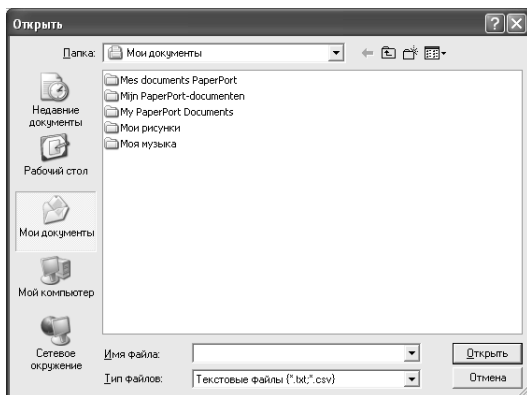 Открыть
Папка: Мои документы
Mes documents PaperPort
Mijn PaperPort-documenten
My PaperPort Documents
Мои рисунки
Моя музыка
Недавние
документы
Рабочий стол
Мои документы
Мой компьютер
Сетевое
окружение
Имя файла:
Открыть
Тип файлов: Текстовые файлы (*.txt;*.csv)
Отмена